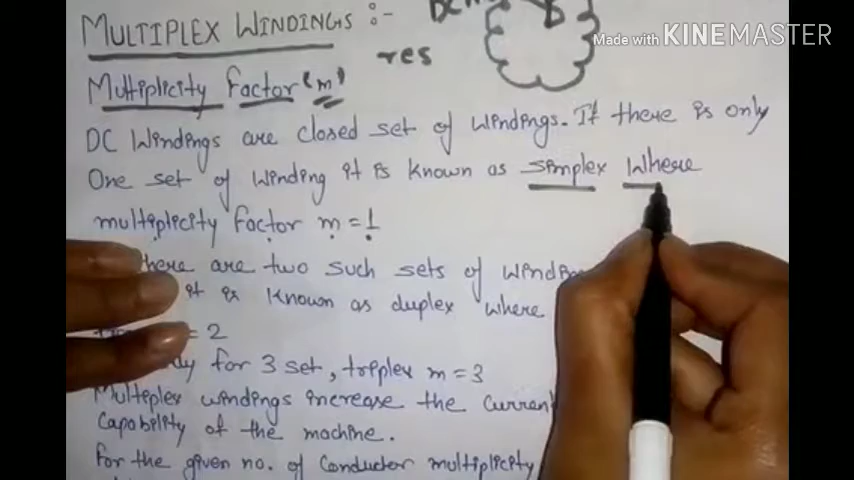 MULTIPLEX WINDINGS :-
DC
Made with KINEMASTER
Multiplicity Factor (m)
res
DC Windings are closed set of windings. If there is only
One set of winding it is known as simplex where
multiplicity factor m = 1
here are two such sets of
it is known as duplex where
= 2
for 3 set, triplex m = 3
Multiplex windings increase the current
Capability of the machine.
For the given no. of conductor multiplicity